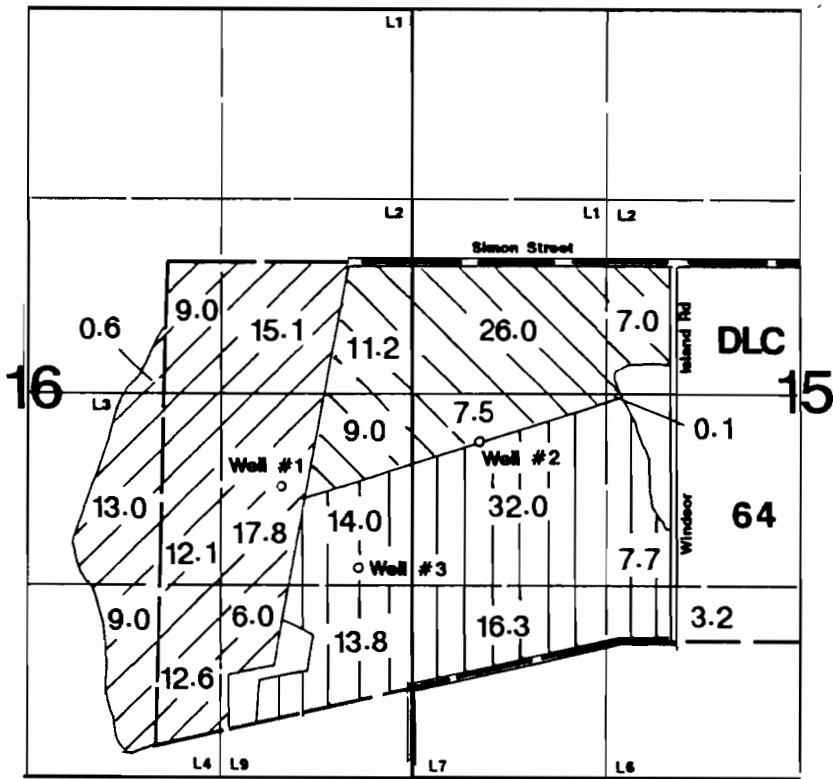 L1
L2
L1
L2
Simon Street
9.0
15.1
11.2
26.0
7.0
Island Rd
DLC
0.6
16
L3
15
9.0
7.5
0.1
Well #1
Well #2
13.0
12.1
17.8
14.0
32.0
Windsor
64
Well #3
7.7
9.0
6.0
13.8
16.3
3.2
12.6
L4
L9
L7
L6